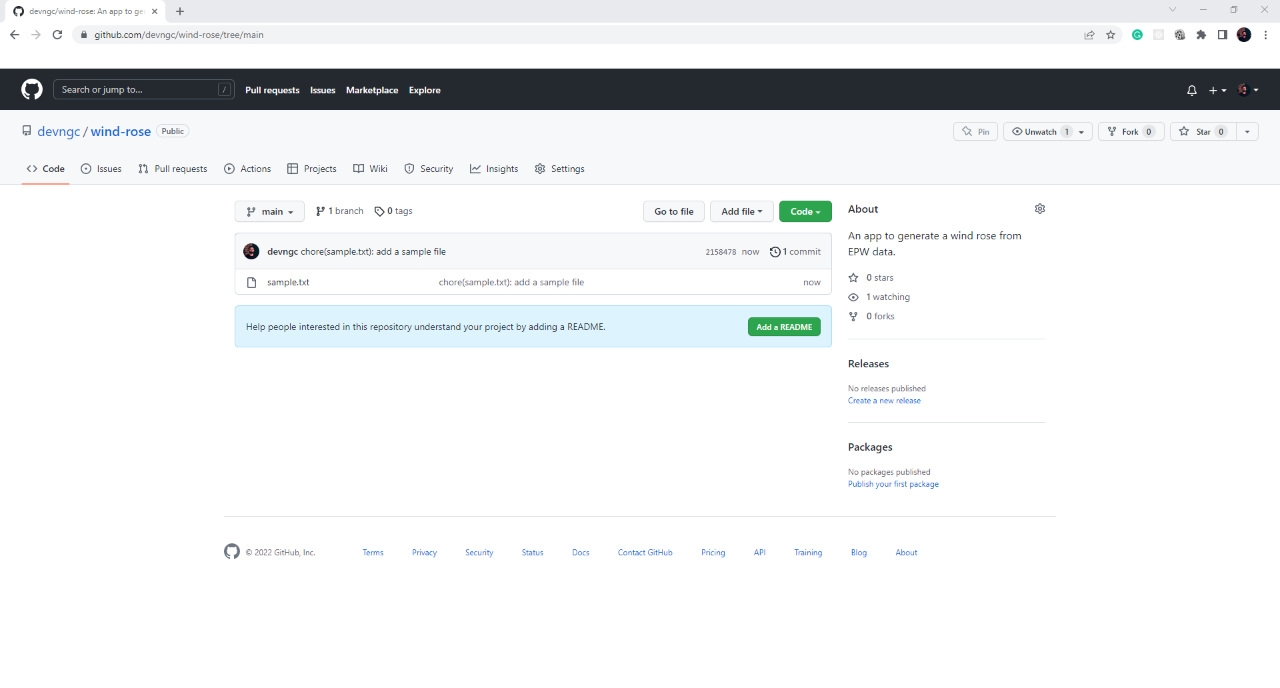 devngc/wind-rose: An app to ge
github.com/devngc/wind-rose/tree/main
Search or jump to... / Pull requests Issues Marketplace Explore
devngc / wind-rose Public Pin Unwatch 1 Fork 0 Star 0
Code Issues Pull requests Actions Projects Wiki Security Insights Settings
main 1 branch 0 tags Go to file Add file Code
devngc chore(sample.txt): add a sample file 2158478 now 1 commit
sample.txt chore(sample.txt): add a sample file now
Help people interested in this repository understand your project by adding a README. Add a README
About
An app to generate a wind rose from
EPW data.
0 stars
1 watching
0 forks
Releases
No releases published
Create a new release
Packages
No packages published
Publish your first package
© 2022 GitHub, Inc. Terms Privacy Security Status Docs Contact GitHub Pricing API Training Blog About